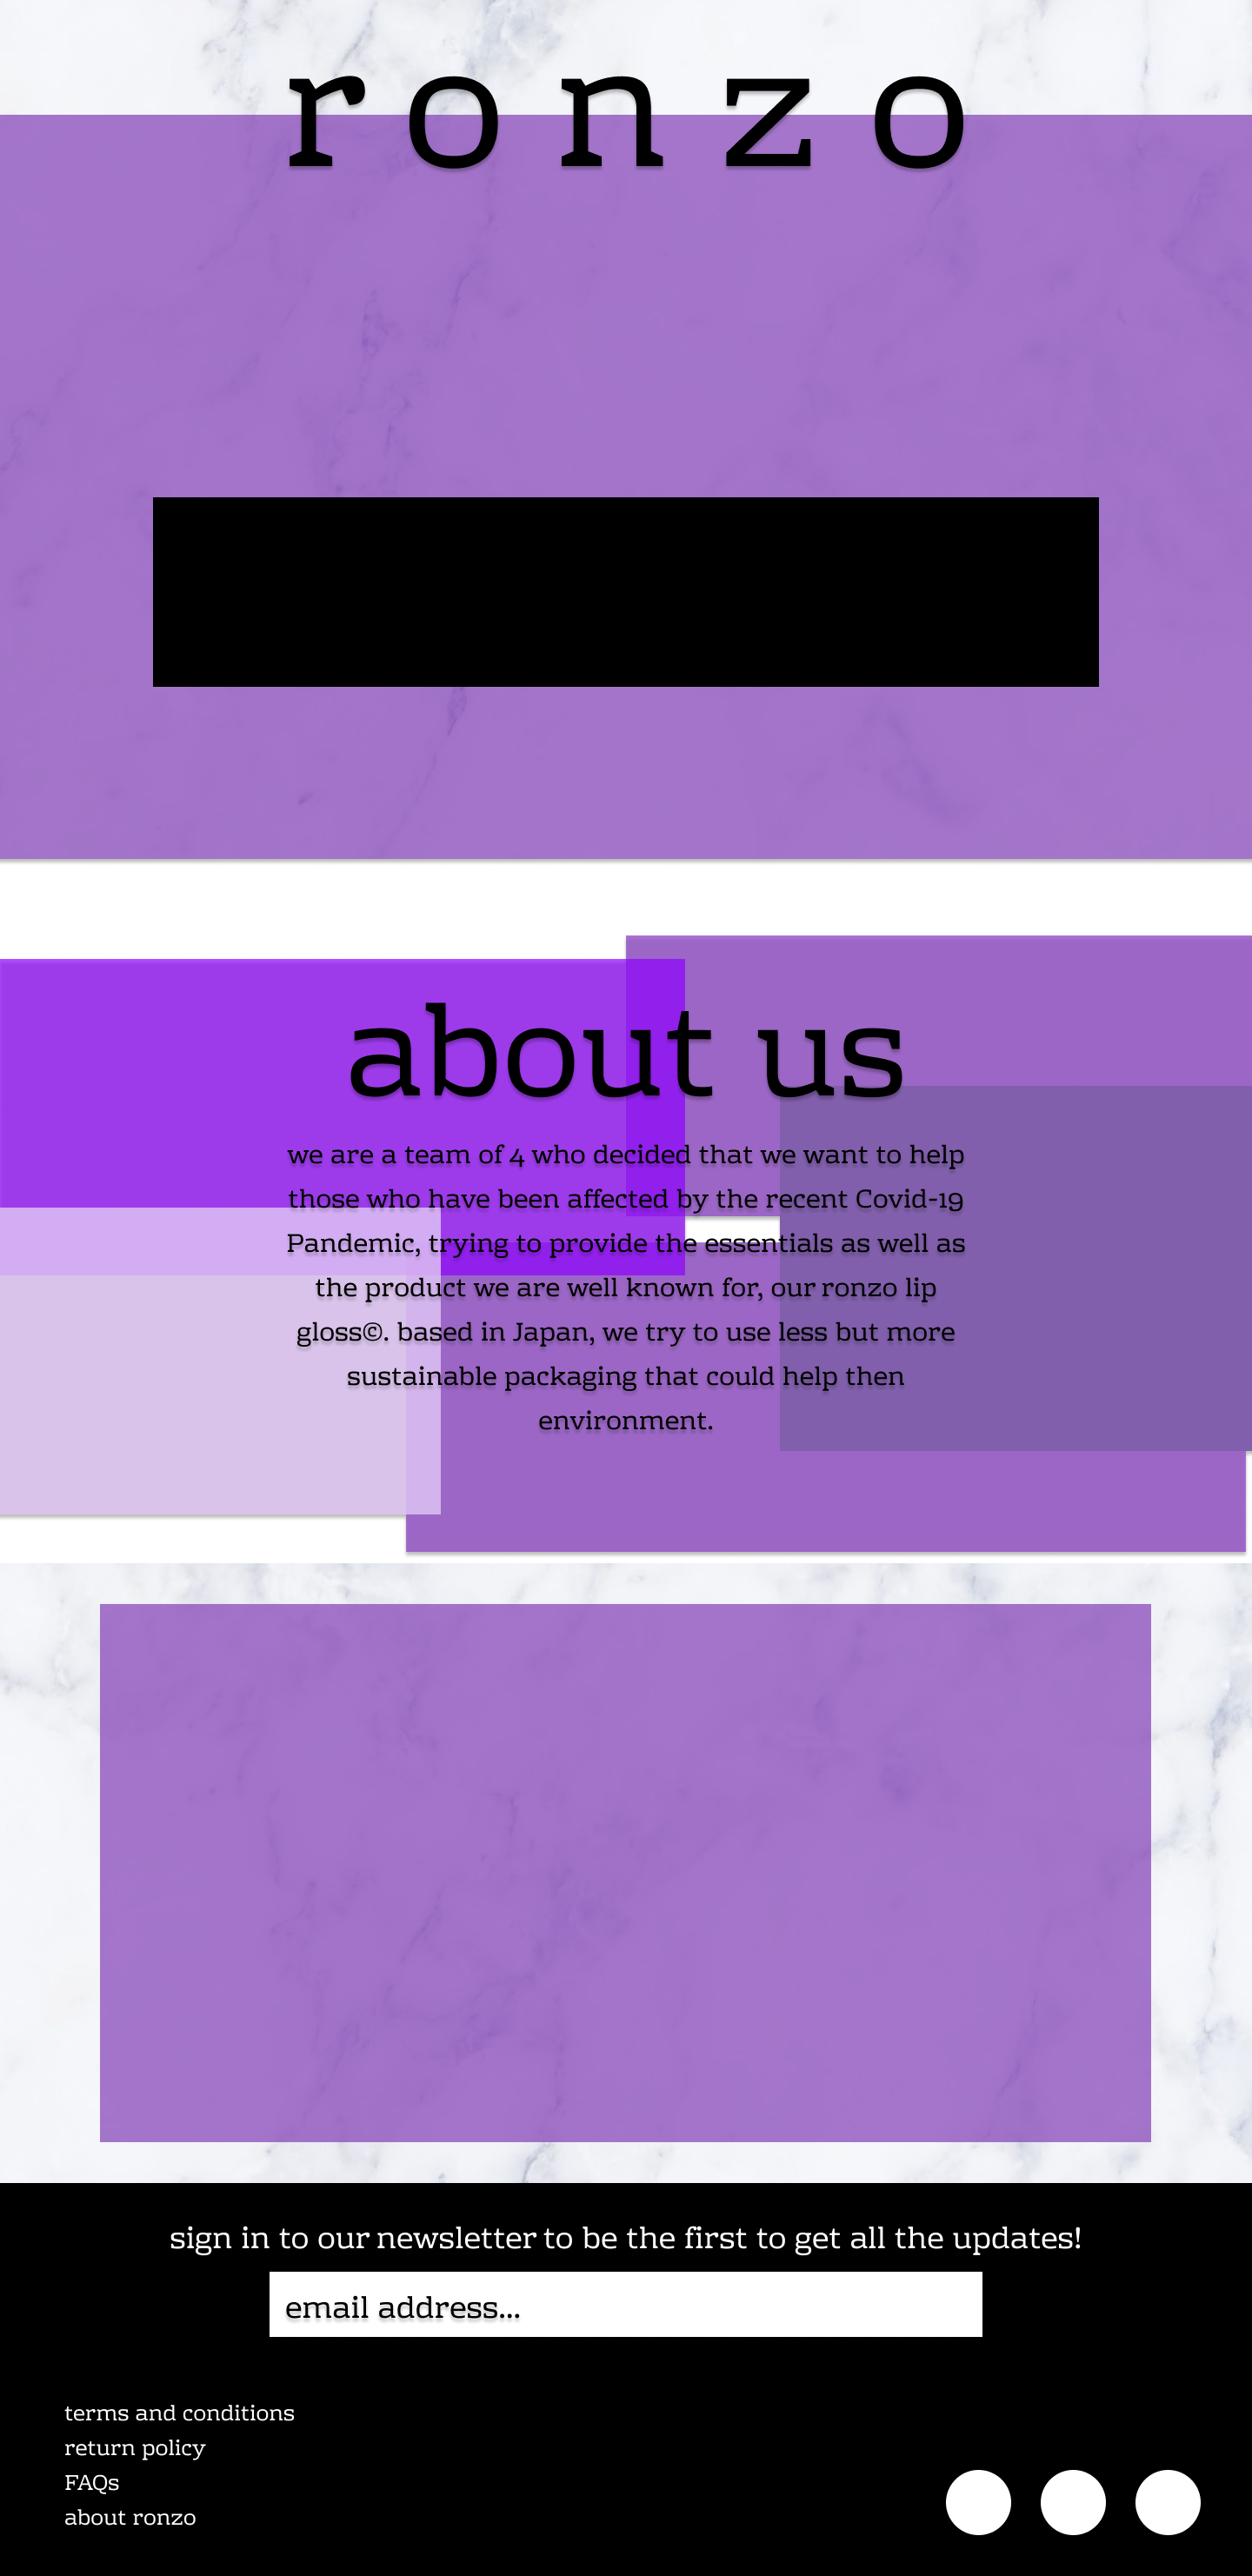 ronzo
about us
we are a team of 4 who decided that we want to help
those who have been affected by the recent Covid-19
Pandemic, trying to provide the essentials as well as
the product we are well known for, our ronzo lip
gloss©. based in Japan, we try to use less but more
sustainable packaging that could help then
environment.
sign in to our newsletter to be the first to get all the updates!
email address...
terms and conditions
return policy
FAQs
about ronzo